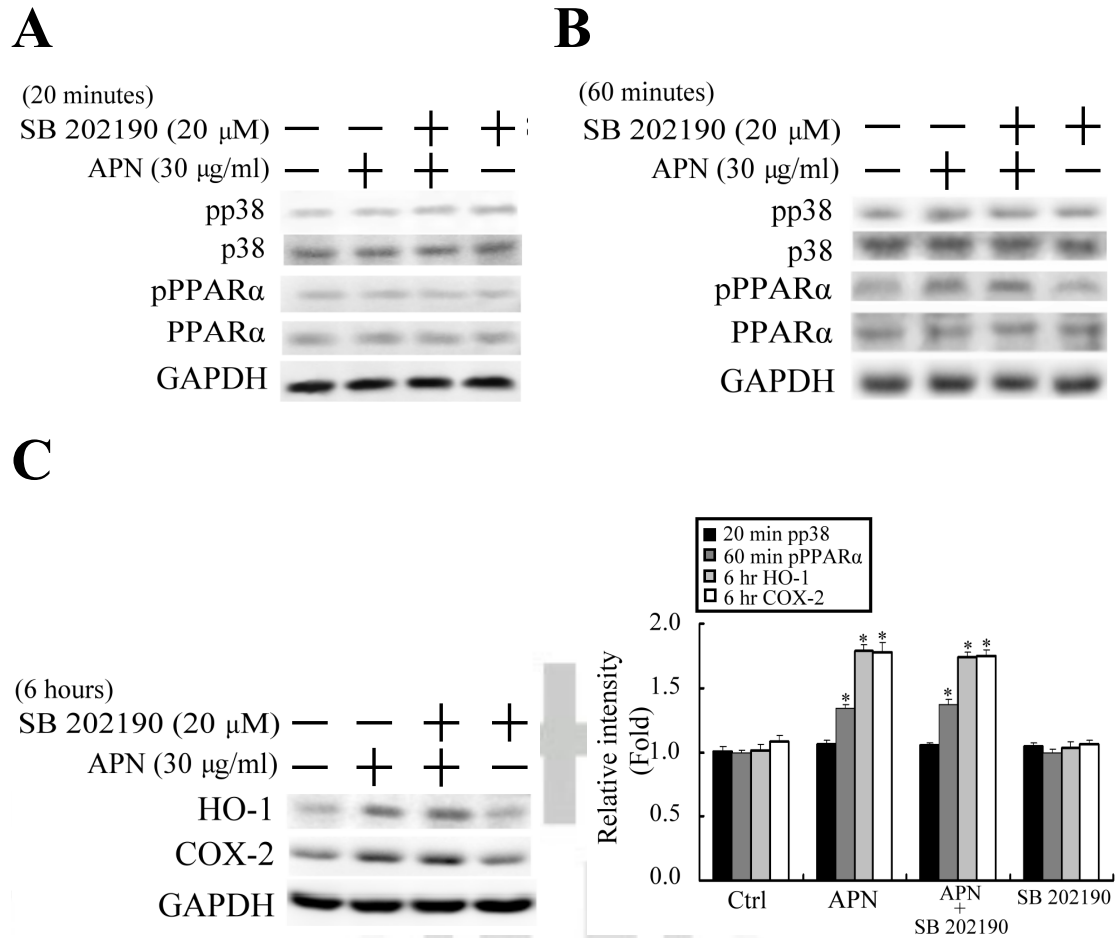 A
(20 minutes)
SB 202190 (20 μM) — — + +
APN (30 μg/ml) — + + —
pp38
p38
pPPARα
PPARα
GAPDH
B
(60 minutes)
SB 202190 (20 μM) — — + +
APN (30 μg/ml) — + + —
pp38
p38
pPPARα
PPARα
GAPDH
C
(6 hours)
SB 202190 (20 μM) — — + +
APN (30 μg/ml) — + + —
HO-1
COX-2
GAPDH
20 min pp38
60 min pPPARα
6 hr HO-1
6 hr COX-2
Relative intensity
(Fold)
2.0
1.5
1.0
0.5
0.0
* * *
* * *
Ctrl
APN
APN
+
SB 202190
SB 202190